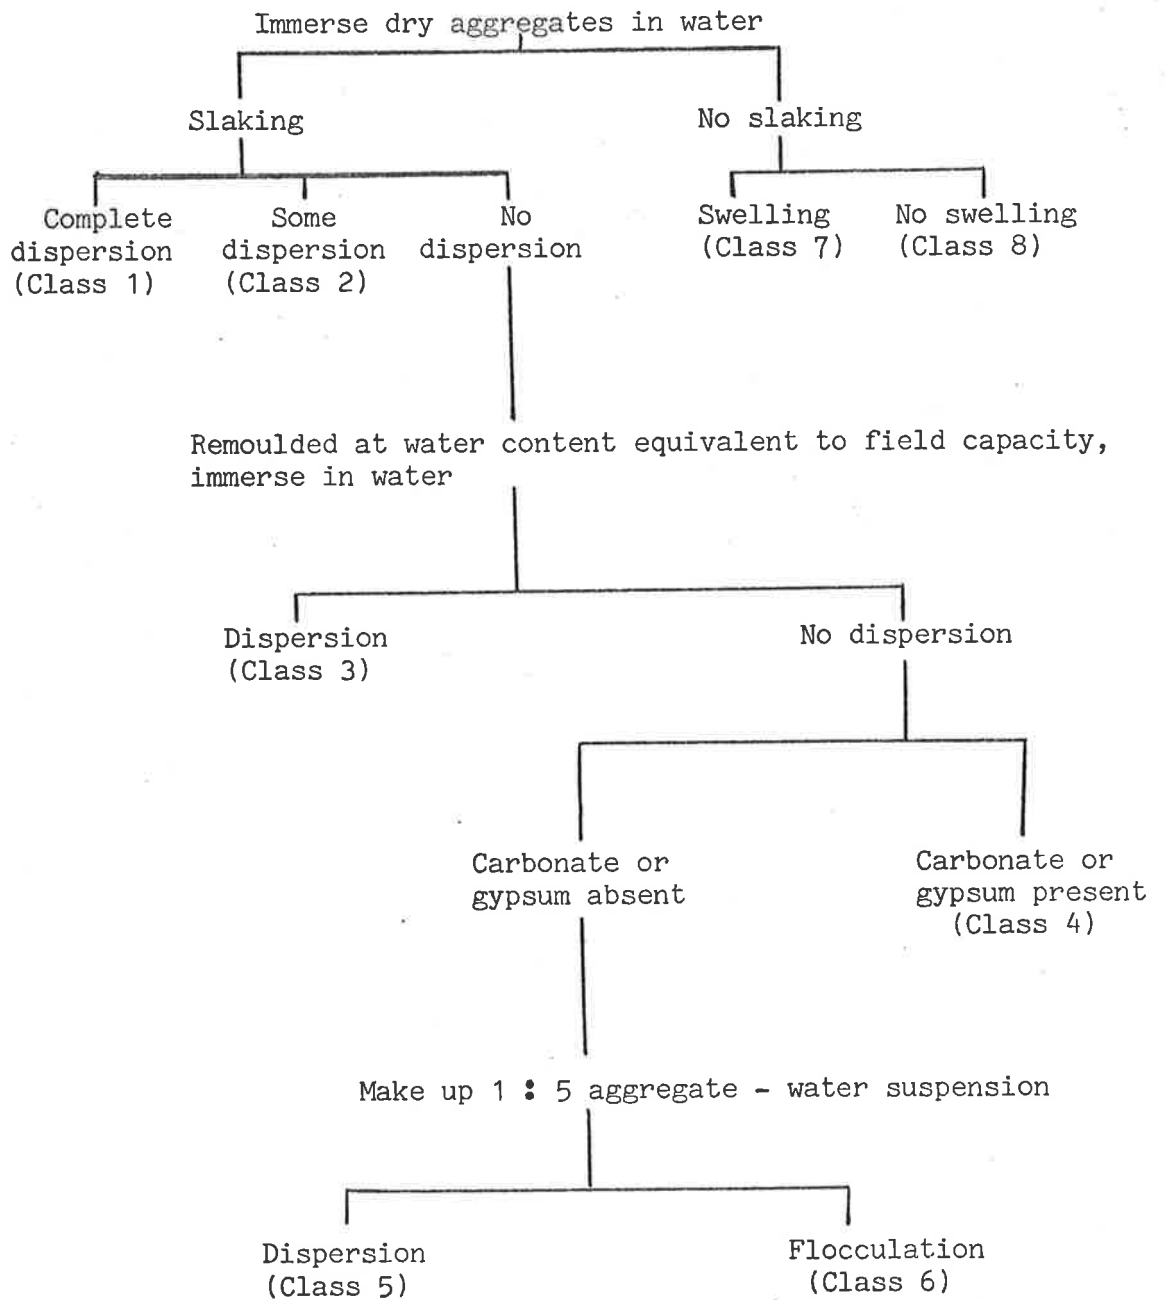 Immerse dry aggregates in water
Slaking
No slaking
Complete
dispersion
(Class 1)
Some
dispersion
(Class 2)
No
dispersion
Swelling
(Class 7)
No swelling
(Class 8)
Remoulded at water content equivalent to field capacity,
immerse in water
Dispersion
(Class 3)
No dispersion
Carbonate or
gypsum absent
Carbonate or
gypsum present
(Class 4)
Make up 1 : 5 aggregate - water suspension
Dispersion
(Class 5)
Flocculation
(Class 6)